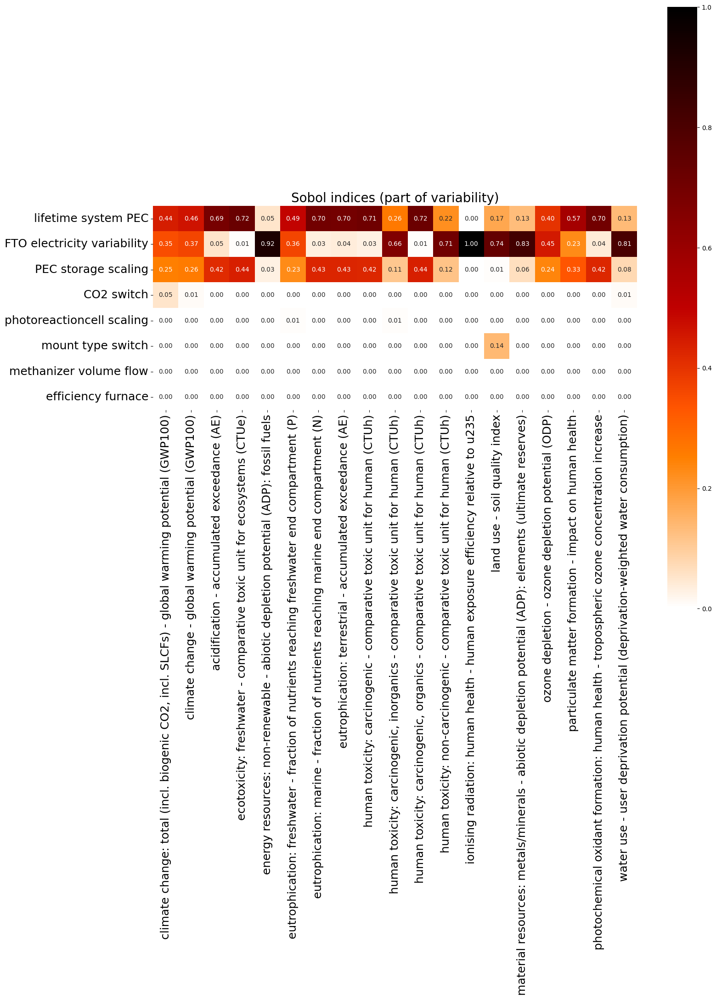 Sobol indices (part of variability)
lifetime system PEC 0.44 0.46 0.69 0.72 0.05 0.49 0.70 0.70 0.71 0.26 0.72 0.22 0.00 0.17 0.13 0.40 0.57 0.70 0.13
FTO electricity variability 0.35 0.37 0.05 0.01 0.92 0.36 0.03 0.04 0.03 0.66 0.01 0.71 1.00 0.74 0.83 0.45 0.23 0.04 0.81
PEC storage scaling 0.25 0.26 0.42 0.44 0.03 0.23 0.43 0.43 0.42 0.11 0.44 0.12 0.00 0.01 0.06 0.24 0.33 0.42 0.08
CO2 switch 0.05 0.01 0.00 0.00 0.00 0.00 0.00 0.00 0.00 0.00 0.00 0.00 0.00 0.00 0.00 0.00 0.00 0.00 0.01
photoreactioncell scaling 0.00 0.00 0.00 0.00 0.00 0.01 0.00 0.00 0.00 0.01 0.00 0.00 0.00 0.00 0.00 0.00 0.00 0.00 0.00
mount type switch 0.00 0.00 0.00 0.00 0.00 0.00 0.00 0.00 0.00 0.00 0.00 0.00 0.00 0.14 0.00 0.00 0.00 0.00 0.00
methanizer volume flow 0.00 0.00 0.00 0.00 0.00 0.00 0.00 0.00 0.00 0.00 0.00 0.00 0.00 0.00 0.00 0.00 0.00 0.00 0.00
efficiency furnace 0.00 0.00 0.00 0.00 0.00 0.00 0.00 0.00 0.00 0.00 0.00 0.00 0.00 0.00 0.00 0.00 0.00 0.00 0.00
climate change: total (incl. biogenic CO2, incl. SLCFs) - global warming potential (GWP100)
climate change - global warming potential (GWP100)
acidification - accumulated exceedance (AE)
ecotoxicity: freshwater - comparative toxic unit for ecosystems (CTUe)
energy resources: non-renewable - abiotic depletion potential (ADP): fossil fuels
eutrophication: freshwater - fraction of nutrients reaching freshwater end compartment (P)
eutrophication: marine - fraction of nutrients reaching marine end compartment (N)
eutrophication: terrestrial - accumulated exceedance (AE)
human toxicity: carcinogenic - comparative toxic unit for human (CTUh)
human toxicity: carcinogenic, inorganics - comparative toxic unit for human (CTUh)
human toxicity: carcinogenic, organics - comparative toxic unit for human (CTUh)
human toxicity: non-carcinogenic - comparative toxic unit for human (CTUh)
ionising radiation: human health - human exposure efficiency relative to u235
land use - soil quality index
material resources: metals/minerals - abiotic depletion potential (ADP): elements (ultimate reserves)
ozone depletion - ozone depletion potential (ODP)
particulate matter formation - impact on human health
photochemical oxidant formation: human health - tropospheric ozone concentration increase
water use - user deprivation potential (deprivation-weighted water consumption)
1.0
0.8
0.6
0.4
0.2
0.0